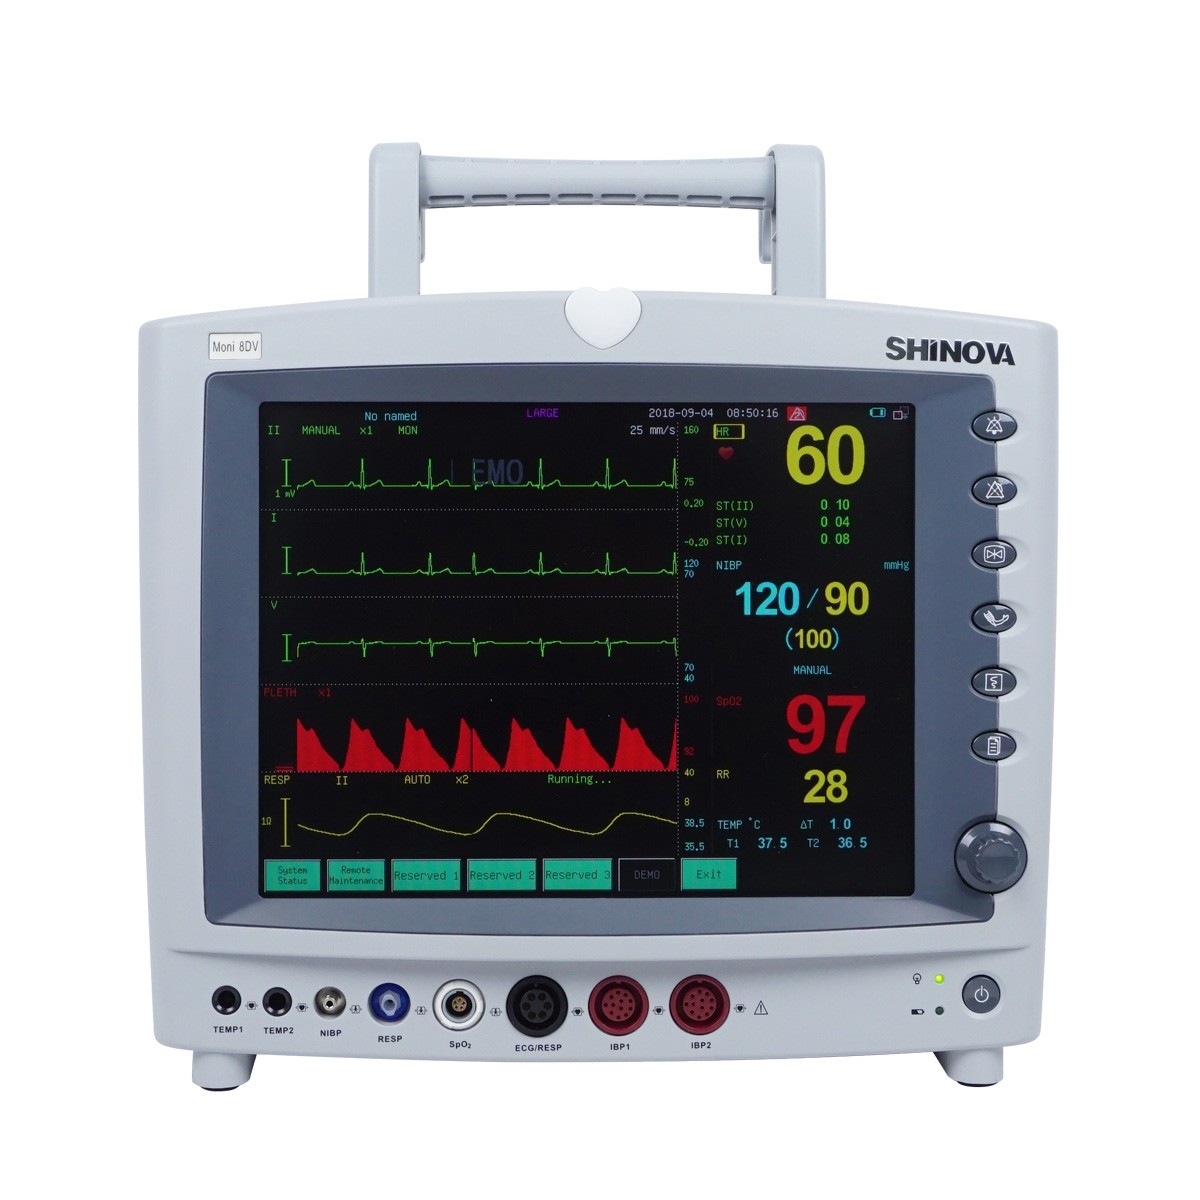 Moni 8DV
SHINOVA
No named LARGE 2018-09-04 08:50:16
II MANUAL x1 MON 25 mm/s
160 HR 60
75
EMO
1 mV
0.20 ST(II) 0.10
ST(V) 0.04
-0.20 ST(I) 0.08
I
120 NIBP mmHg
70
120/90
(100)
V
MANUAL
70
40
PLETH x1
100 SpO2 97
92
RESP II AUTO x2 Running...
40 RR 28
8
1Ω
38.5 TEMP °C ΔT 1.0
35.5 T1 37.5 T2 36.5
System Status
Remote Maintenance
Reserved 1
Reserved 2
Reserved 3
DEMO
Exit
TEMP1 TEMP2 NIBP RESP SpO2 ECG/RESP IBP1 IBP2